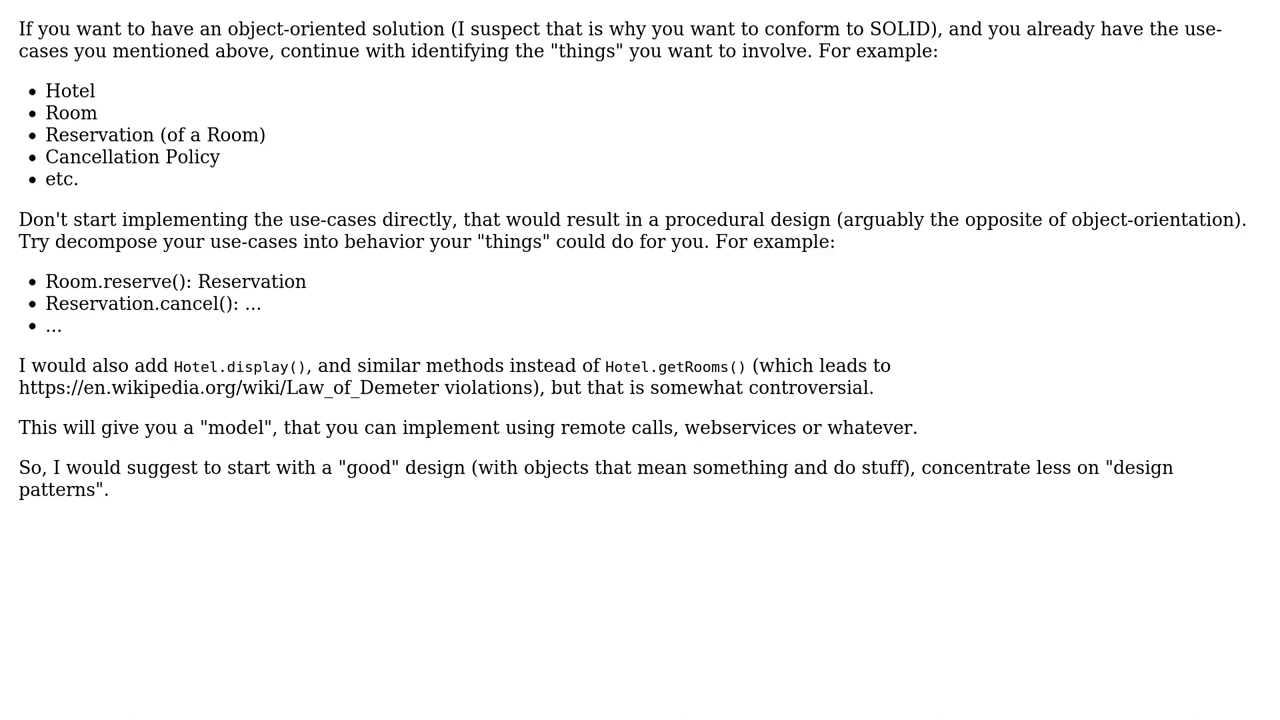 If you want to have an object-oriented solution (I suspect that is why you want to conform to SOLID), and you already have the use-
cases you mentioned above, continue with identifying the "things" you want to involve. For example:
• Hotel
• Room
• Reservation (of a Room)
• Cancellation Policy
• etc.
Don't start implementing the use-cases directly, that would result in a procedural design (arguably the opposite of object-orientation).
Try decompose your use-cases into behavior your "things" could do for you. For example:
• Room.reserve(): Reservation
• Reservation.cancel(): ...
• ...
I would also add Hotel.display(), and similar methods instead of Hotel.getRooms() (which leads to
https://en.wikipedia.org/wiki/Law_of_Demeter violations), but that is somewhat controversial.
This will give you a "model", that you can implement using remote calls, webservices or whatever.
So, I would suggest to start with a "good" design (with objects that mean something and do stuff), concentrate less on "design
patterns".